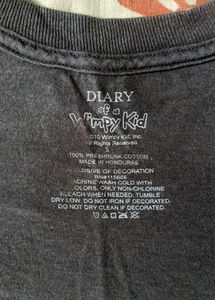 DIARY
of a
Wimpy Kid
2010 Wimpy Kid, Inc.
All Rights Reserved
S
100% PRESHRUNK COTTON
MADE IN HONDURAS
EXCLUSIVE OF DECORATION
RN#115606
MACHINE WASH COLD WITH
COLORS, ONLY NON-CHLORINE
BLEACH WHEN NEEDED. TUMBLE
DRY LOW. DO NOT IRON IF DECORATED.
DO NOT DRY CLEAN IF DECORATED.